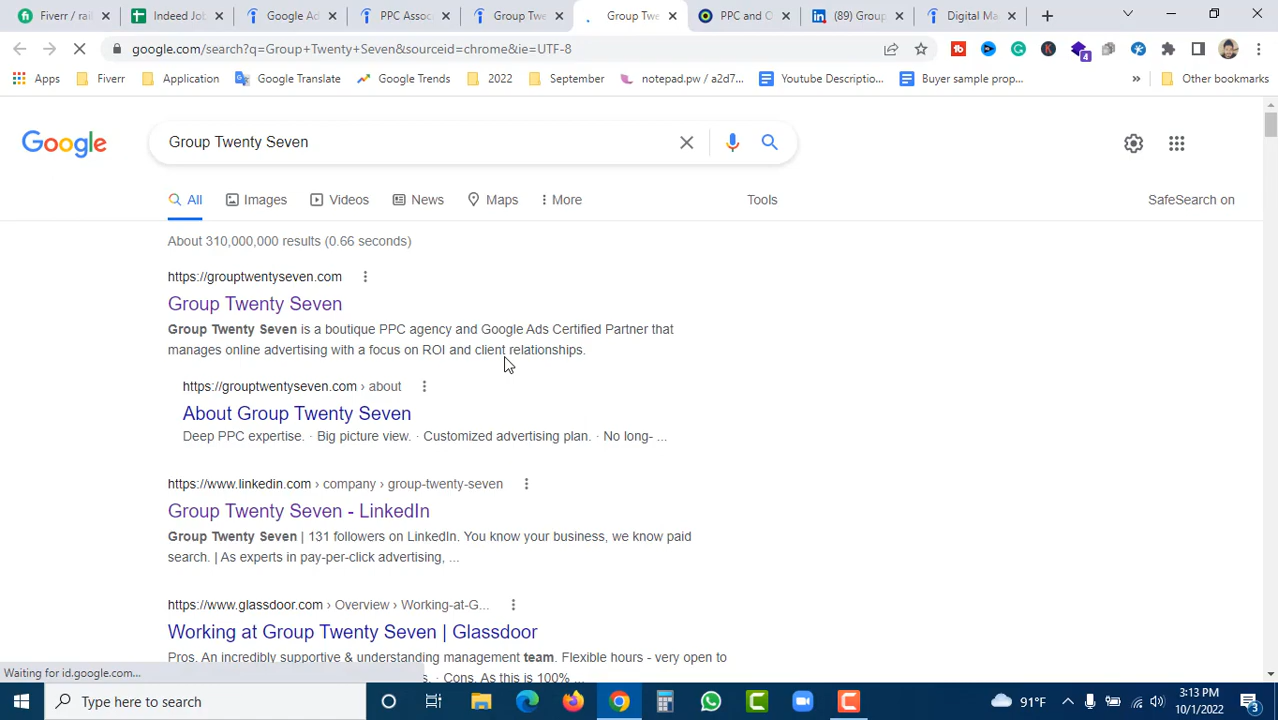 Fiverr / rai
Indeed Job
Google Ad
PPC Assoc
Group Twe
Group Twe
PPC and G
(89) Group
Digital Ma
google.com/search?q=Group+Twenty+Seven&sourceid=chrome&ie=UTF-8
4
Apps
Fiverr
Application
Google Translate
Google Trends
2022
September
notepad.pw / a2d7...
Youtube Description...
Buyer sample prop...
»
Other bookmarks
Google
Group Twenty Seven
All
Images
Videos
News
Maps
More
Tools
SafeSearch on
About 310,000,000 results (0.66 seconds)
https://grouptwentyseven.com
Group Twenty Seven
Group Twenty Seven is a boutique PPC agency and Google Ads Certified Partner that
manages online advertising with a focus on ROI and client relationships.
https://grouptwentyseven.com › about
About Group Twenty Seven
Deep PPC expertise. · Big picture view. · Customized advertising plan. · No long- ...
https://www.linkedin.com › company › group-twenty-seven
Group Twenty Seven - LinkedIn
Group Twenty Seven | 131 followers on LinkedIn. You know your business, we know paid
search. | As experts in pay-per-click advertising, ...
https://www.glassdoor.com › Overview › Working-at-G...
Working at Group Twenty Seven | Glassdoor
Pros. An incredibly supportive & understanding management team. Flexible hours - very open to
Waiting for id.google.com...
· Cons. As this is 100% ...
Type here to search
91°F
3:13 PM
10/1/2022
3